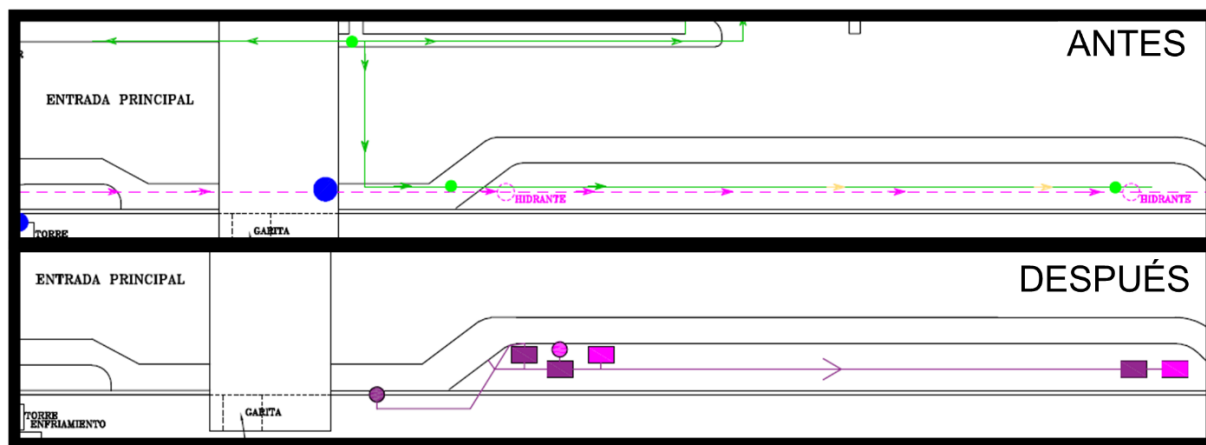 ANTES
ENTRADA PRINCIPAL
HIDRANTE
HIDRANTE
TORRE
GARITA
DESPUÉS
ENTRADA PRINCIPAL
TORRE
ENFRIAMIENTO
GARITA